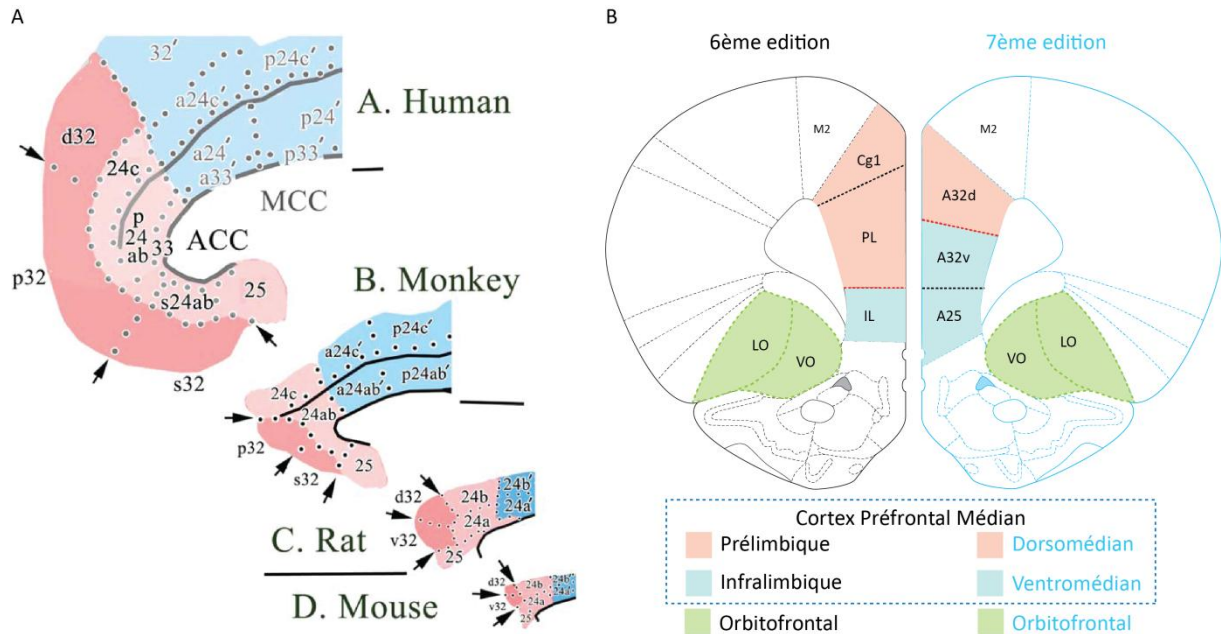 A
32´
p24c´
a24c´
A. Human
d32
p24´
24c
a24´
p33´
a33´
MCC
p
24
ab
33
ACC
p32
s24ab
25
s32
B. Monkey
p24c´
a24c´
p24ab´
24c
a24ab´
24ab
p32
s32
25
d32
24b
24b´
24a´
24a
v32
25
C. Rat
D. Mouse
d32
24b
24b´
24a´
24a
v32
25
B
6ème edition
7ème edition
M2
M2
Cg1
A32d
PL
A32v
IL
A25
LO
VO
VO
LO
Cortex Préfrontal Médian
Prélimbique
Dorsomédian
Infralimbique
Ventromédian
Orbitofrontal
Orbitofrontal